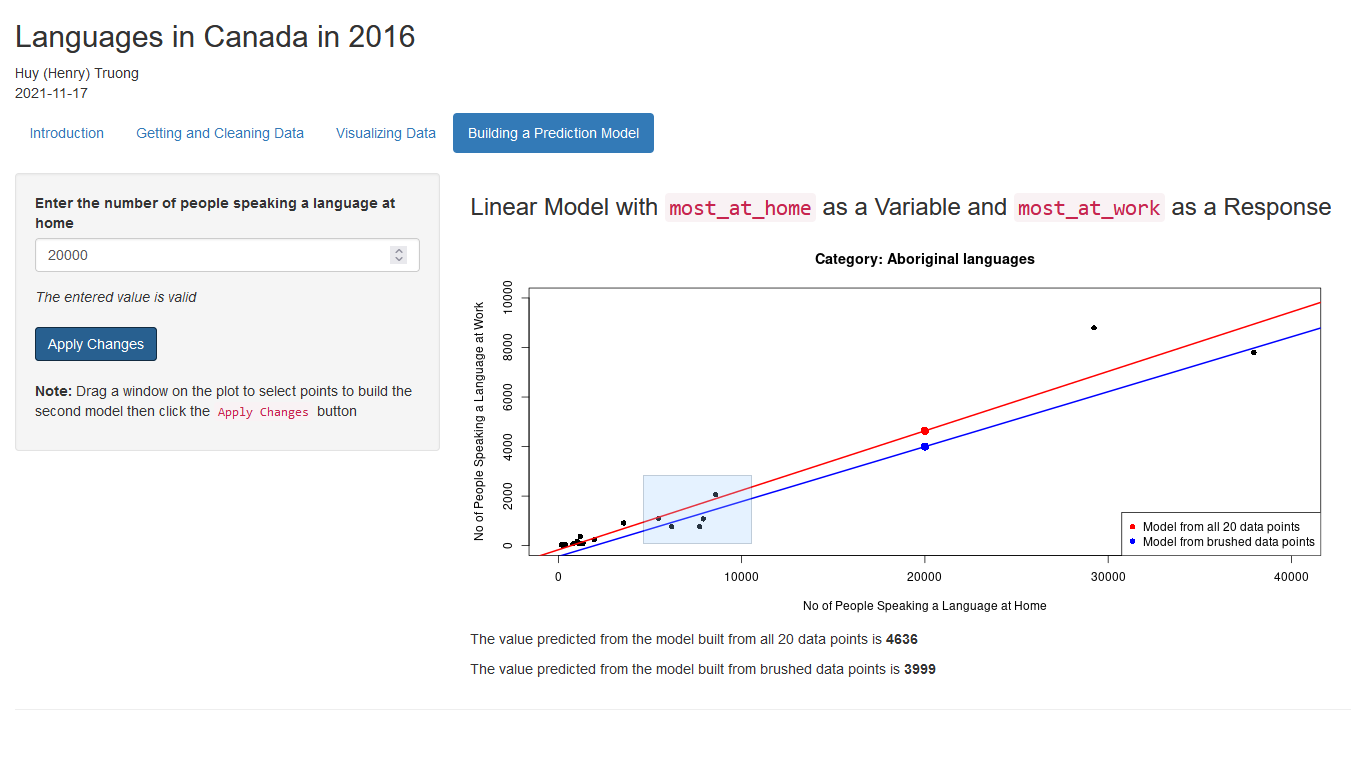 Languages in Canada in 2016
Huy (Henry) Truong
2021-11-17
Introduction
Getting and Cleaning Data
Visualizing Data
Building a Prediction Model
Enter the number of people speaking a language at
home
20000
The entered value is valid
Apply Changes
Note: Drag a window on the plot to select points to build the
second model then click the Apply Changes button
Linear Model with most_at_home as a Variable and most_at_work as a Response
Category: Aboriginal languages
No of People Speaking a Language at Work
10000
8000
6000
4000
2000
0
Model from all 20 data points
Model from brushed data points
0
10000
20000
30000
40000
No of People Speaking a Language at Home
The value predicted from the model built from all 20 data points is 4636
The value predicted from the model built from brushed data points is 3999